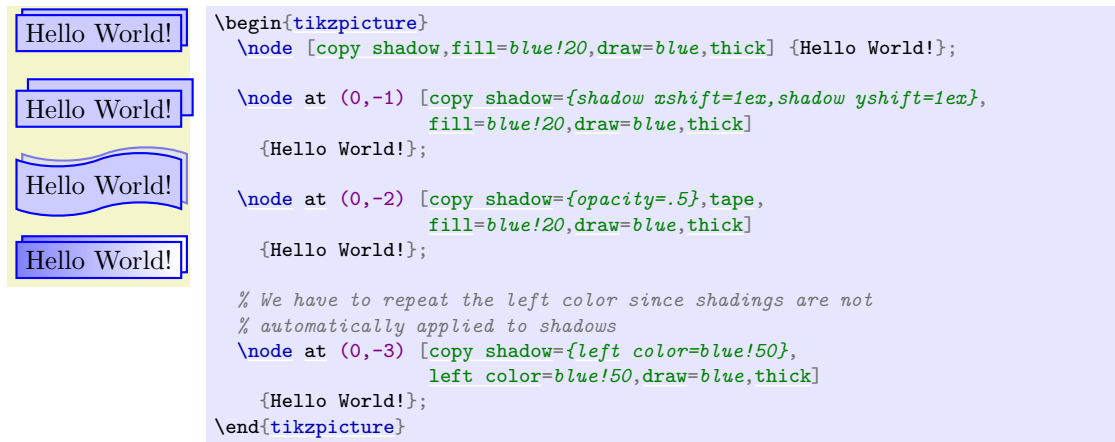 Hello World!
Hello World!
Hello World!
Hello World!
\begin{tikzpicture}
\node [copy shadow,fill=blue!20,draw=blue,thick] {Hello World!};
\node at (0,-1) [copy shadow={shadow xshift=1ex,shadow yshift=1ex},
fill=blue!20,draw=blue,thick]
{Hello World!};
\node at (0,-2) [copy shadow={opacity=.5},tape,
fill=blue!20,draw=blue,thick]
{Hello World!};
% We have to repeat the left color since shadings are not
% automatically applied to shadows
\node at (0,-3) [copy shadow={left color=blue!50},
left color=blue!50,draw=blue,thick]
{Hello World!};
\end{tikzpicture}